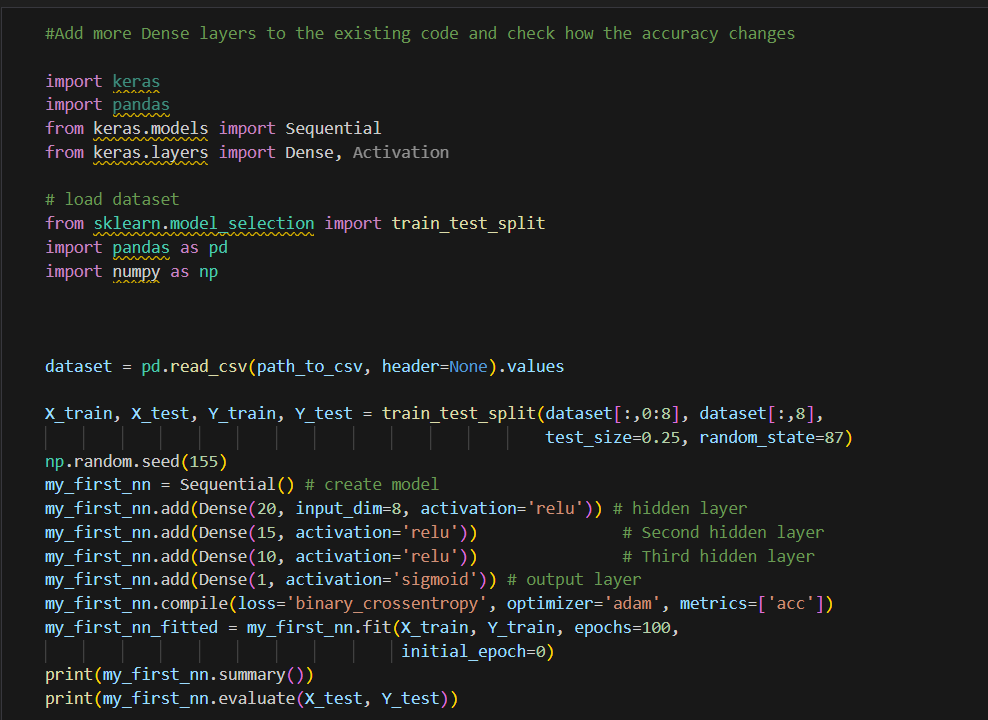 #Add more Dense layers to the existing code and check how the accuracy changes
import keras
import pandas
from keras.models import Sequential
from keras.layers import Dense, Activation
# load dataset
from sklearn.model_selection import train_test_split
import pandas as pd
import numpy as np
dataset = pd.read_csv(path_to_csv, header=None).values
X_train, X_test, Y_train, Y_test = train_test_split(dataset[:,0:8], dataset[:,8],
test_size=0.25, random_state=87)
np.random.seed(155)
my_first_nn = Sequential() # create model
my_first_nn.add(Dense(20, input_dim=8, activation='relu')) # hidden layer
my_first_nn.add(Dense(15, activation='relu')) # Second hidden layer
my_first_nn.add(Dense(10, activation='relu')) # Third hidden layer
my_first_nn.add(Dense(1, activation='sigmoid')) # output layer
my_first_nn.compile(loss='binary_crossentropy', optimizer='adam', metrics=['acc'])
my_first_nn_fitted = my_first_nn.fit(X_train, Y_train, epochs=100,
initial_epoch=0)
print(my_first_nn.summary())
print(my_first_nn.evaluate(X_test, Y_test))